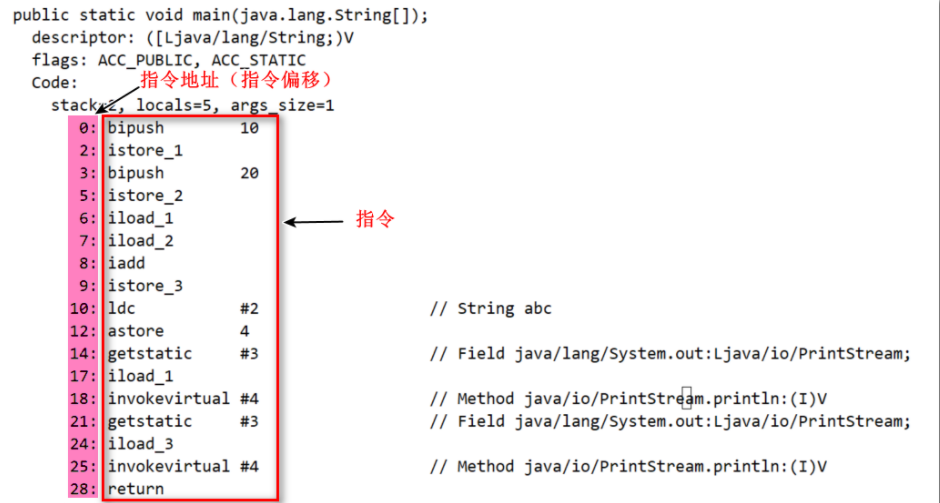 public static void main(java.lang.String[]);
descriptor: ([Ljava/lang/String;)V
flags: ACC_PUBLIC, ACC_STATIC
Code:
指令地址（指令偏移）
stack=2, locals=5, args_size=1
0: bipush 10
2: istore_1
3: bipush 20
5: istore_2
6: iload_1
指令
7: iload_2
8: iadd
9: istore_3
10: ldc #2 // String abc
12: astore 4
14: getstatic #3 // Field java/lang/System.out:Ljava/io/PrintStream;
17: iload_1
18: invokevirtual #4 // Method java/io/PrintStream.println:(I)V
21: getstatic #3 // Field java/lang/System.out:Ljava/io/PrintStream;
24: iload_3
25: invokevirtual #4 // Method java/io/PrintStream.println:(I)V
28: return